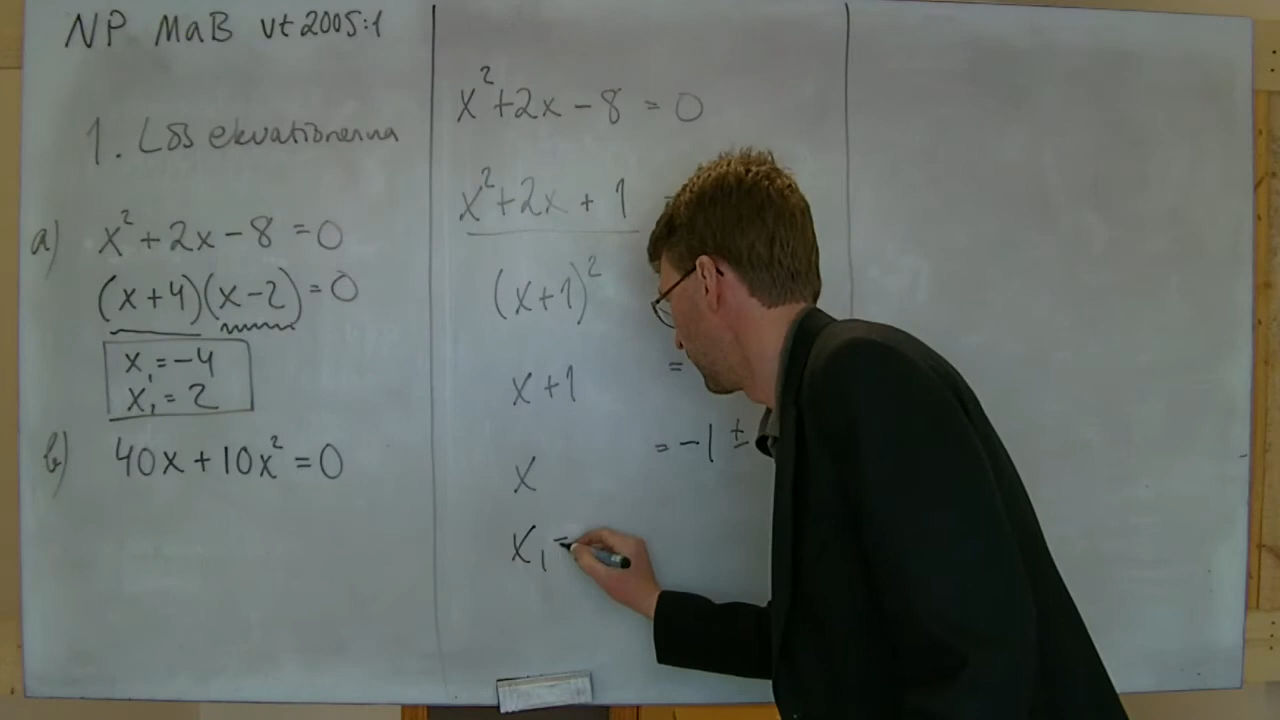 NP MaB vt 2005:1
1. Lös ekvationerna
a) x²+2x-8=0
(x+4)(x-2)=0
x₁=-4
x₁=2
b) 40x+10x²=0
x²+2x-8=0
x²+2x+1
(x+1)²
x+1 =
x =-1±
x₁=